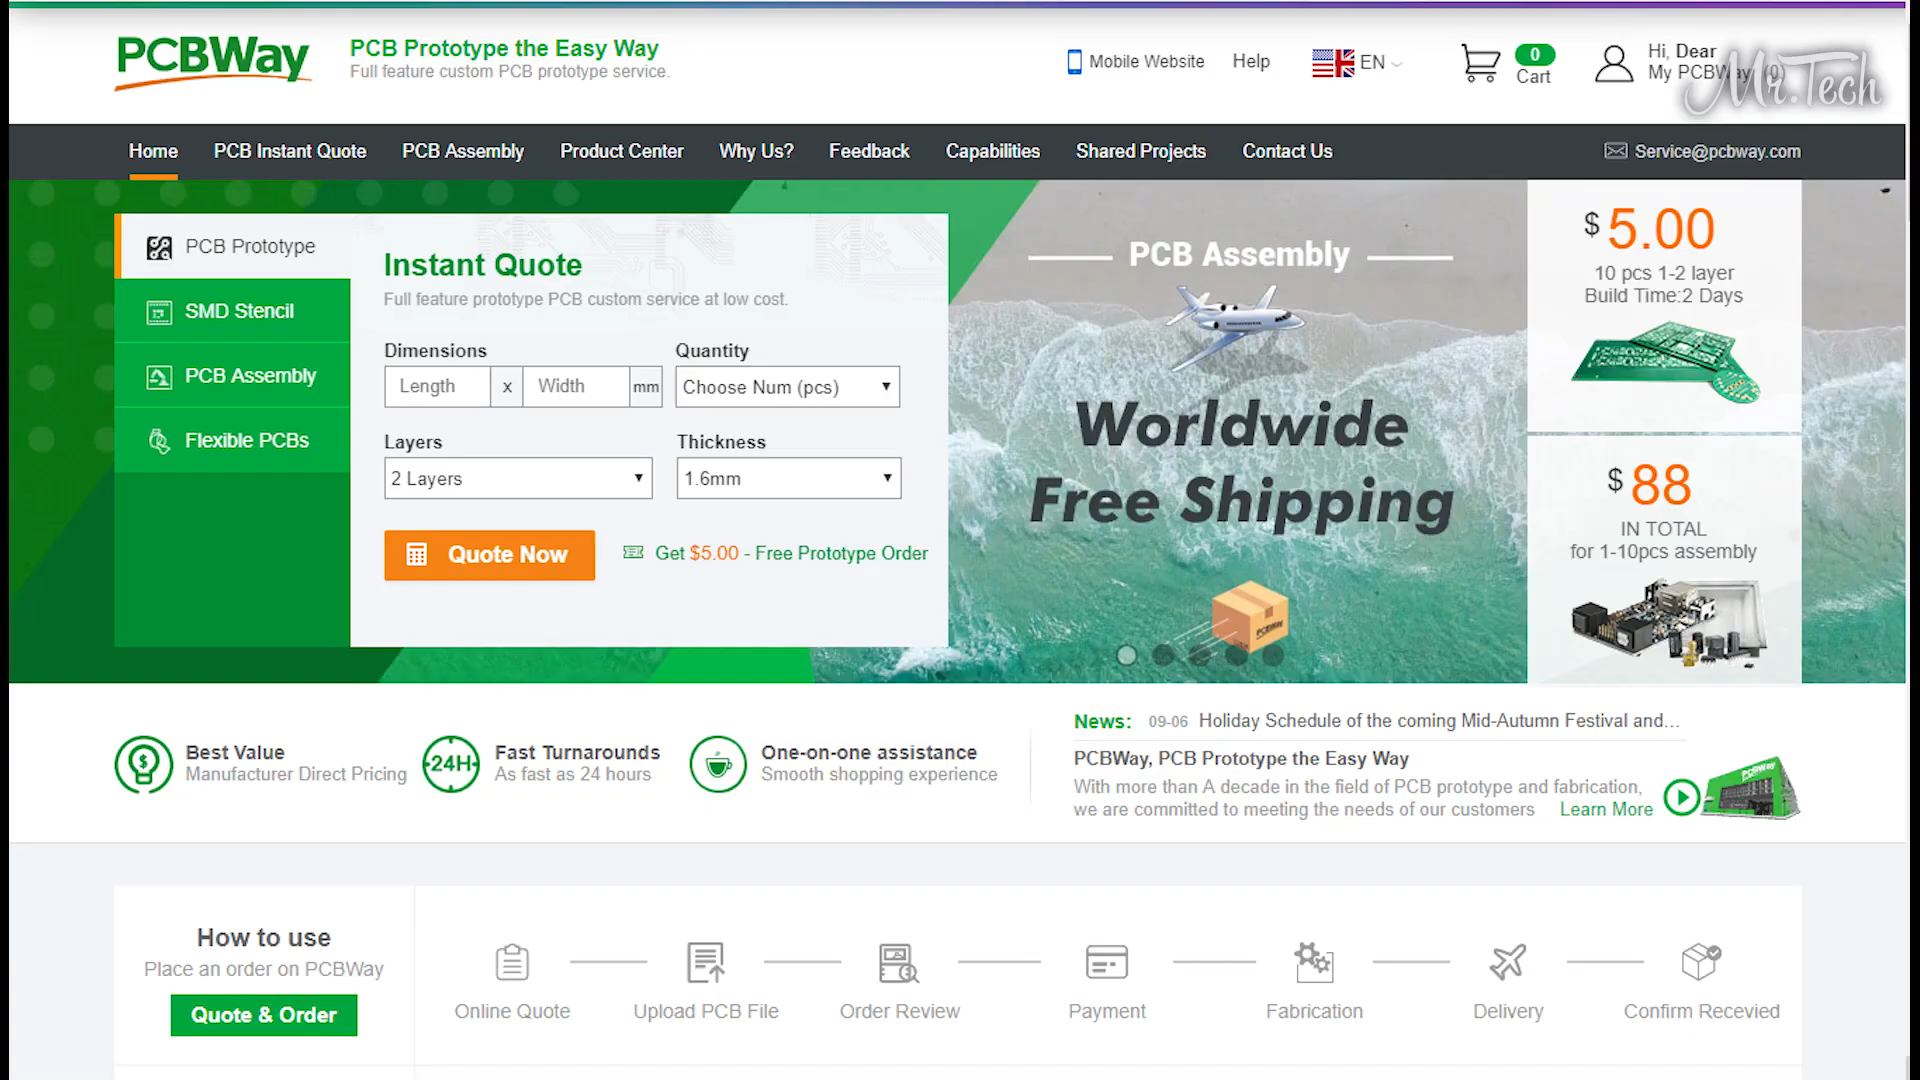 PCBWay
PCB Prototype the Easy Way
Full feature custom PCB prototype service.
Mobile Website
Help
EN
0
Cart
Hi, Dear
My PCBWay (0)
Mr.Tech
Home
PCB Instant Quote
PCB Assembly
Product Center
Why Us?
Feedback
Capabilities
Shared Projects
Contact Us
Service@pcbway.com
PCB Prototype
SMD Stencil
PCB Assembly
Flexible PCBs
Instant Quote
Full feature prototype PCB custom service at low cost.
Dimensions
Quantity
Length x Width mm
Choose Num (pcs)
Layers
Thickness
2 Layers
1.6mm
Quote Now
Get $5.00 - Free Prototype Order
PCB Assembly
Worldwide
Free Shipping
PCBWay
$ 5.00
10 pcs 1-2 layer
Build Time:2 Days
$ 88
IN TOTAL
for 1-10pcs assembly
Best Value
Manufacturer Direct Pricing
24H
Fast Turnarounds
As fast as 24 hours
One-on-one assistance
Smooth shopping experience
News: 09-06 Holiday Schedule of the coming Mid-Autumn Festival and...
PCBWay, PCB Prototype the Easy Way
With more than A decade in the field of PCB prototype and fabrication,
we are committed to meeting the needs of our customers Learn More
PCBWay
How to use
Place an order on PCBWay
Quote & Order
Online Quote
Upload PCB File
Order Review
Payment
Fabrication
Delivery
Confirm Recevied